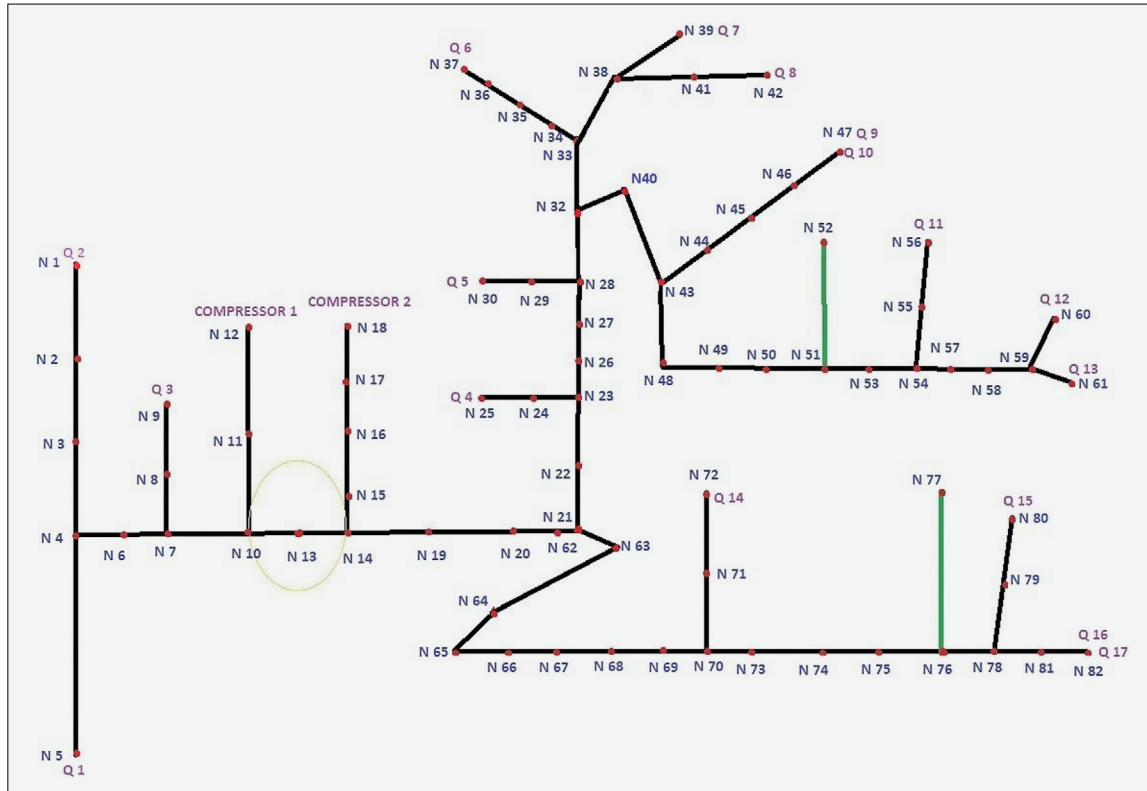 N 39 Q 7
Q 6
N 37
N 38
Q 8
N 36
N 41
N 42
N 35
N 34
N 33
N 47 Q 9
Q 10
N 46
N40
N 32
N 45
N 52
Q 11
N 56
N 44
Q 2
N 1
Q 5
N 28
N 43
N 30
N 29
Q 12
N 60
COMPRESSOR 1
COMPRESSOR 2
N 12
N 18
N 27
N 55
N 2
N 26
N 49
N 50
N 51
N 57
N 59
N 48
N 53
N 54
N 58
Q 13
N 61
N 17
Q 3
Q 4
N 23
N 9
N 25
N 24
N 16
N 3
N 11
N 22
N 72
N 77
N 8
N 15
Q 14
Q 15
N 80
N 21
N 4
N 6
N 7
N 10
N 13
N 14
N 19
N 20
N 62
N 63
N 71
N 79
N 64
Q 16
N 65
N 66
N 67
N 68
N 69
N 70
N 73
N 74
N 75
N 76
N 78
N 81
Q 17
N 82
N 5
Q 1